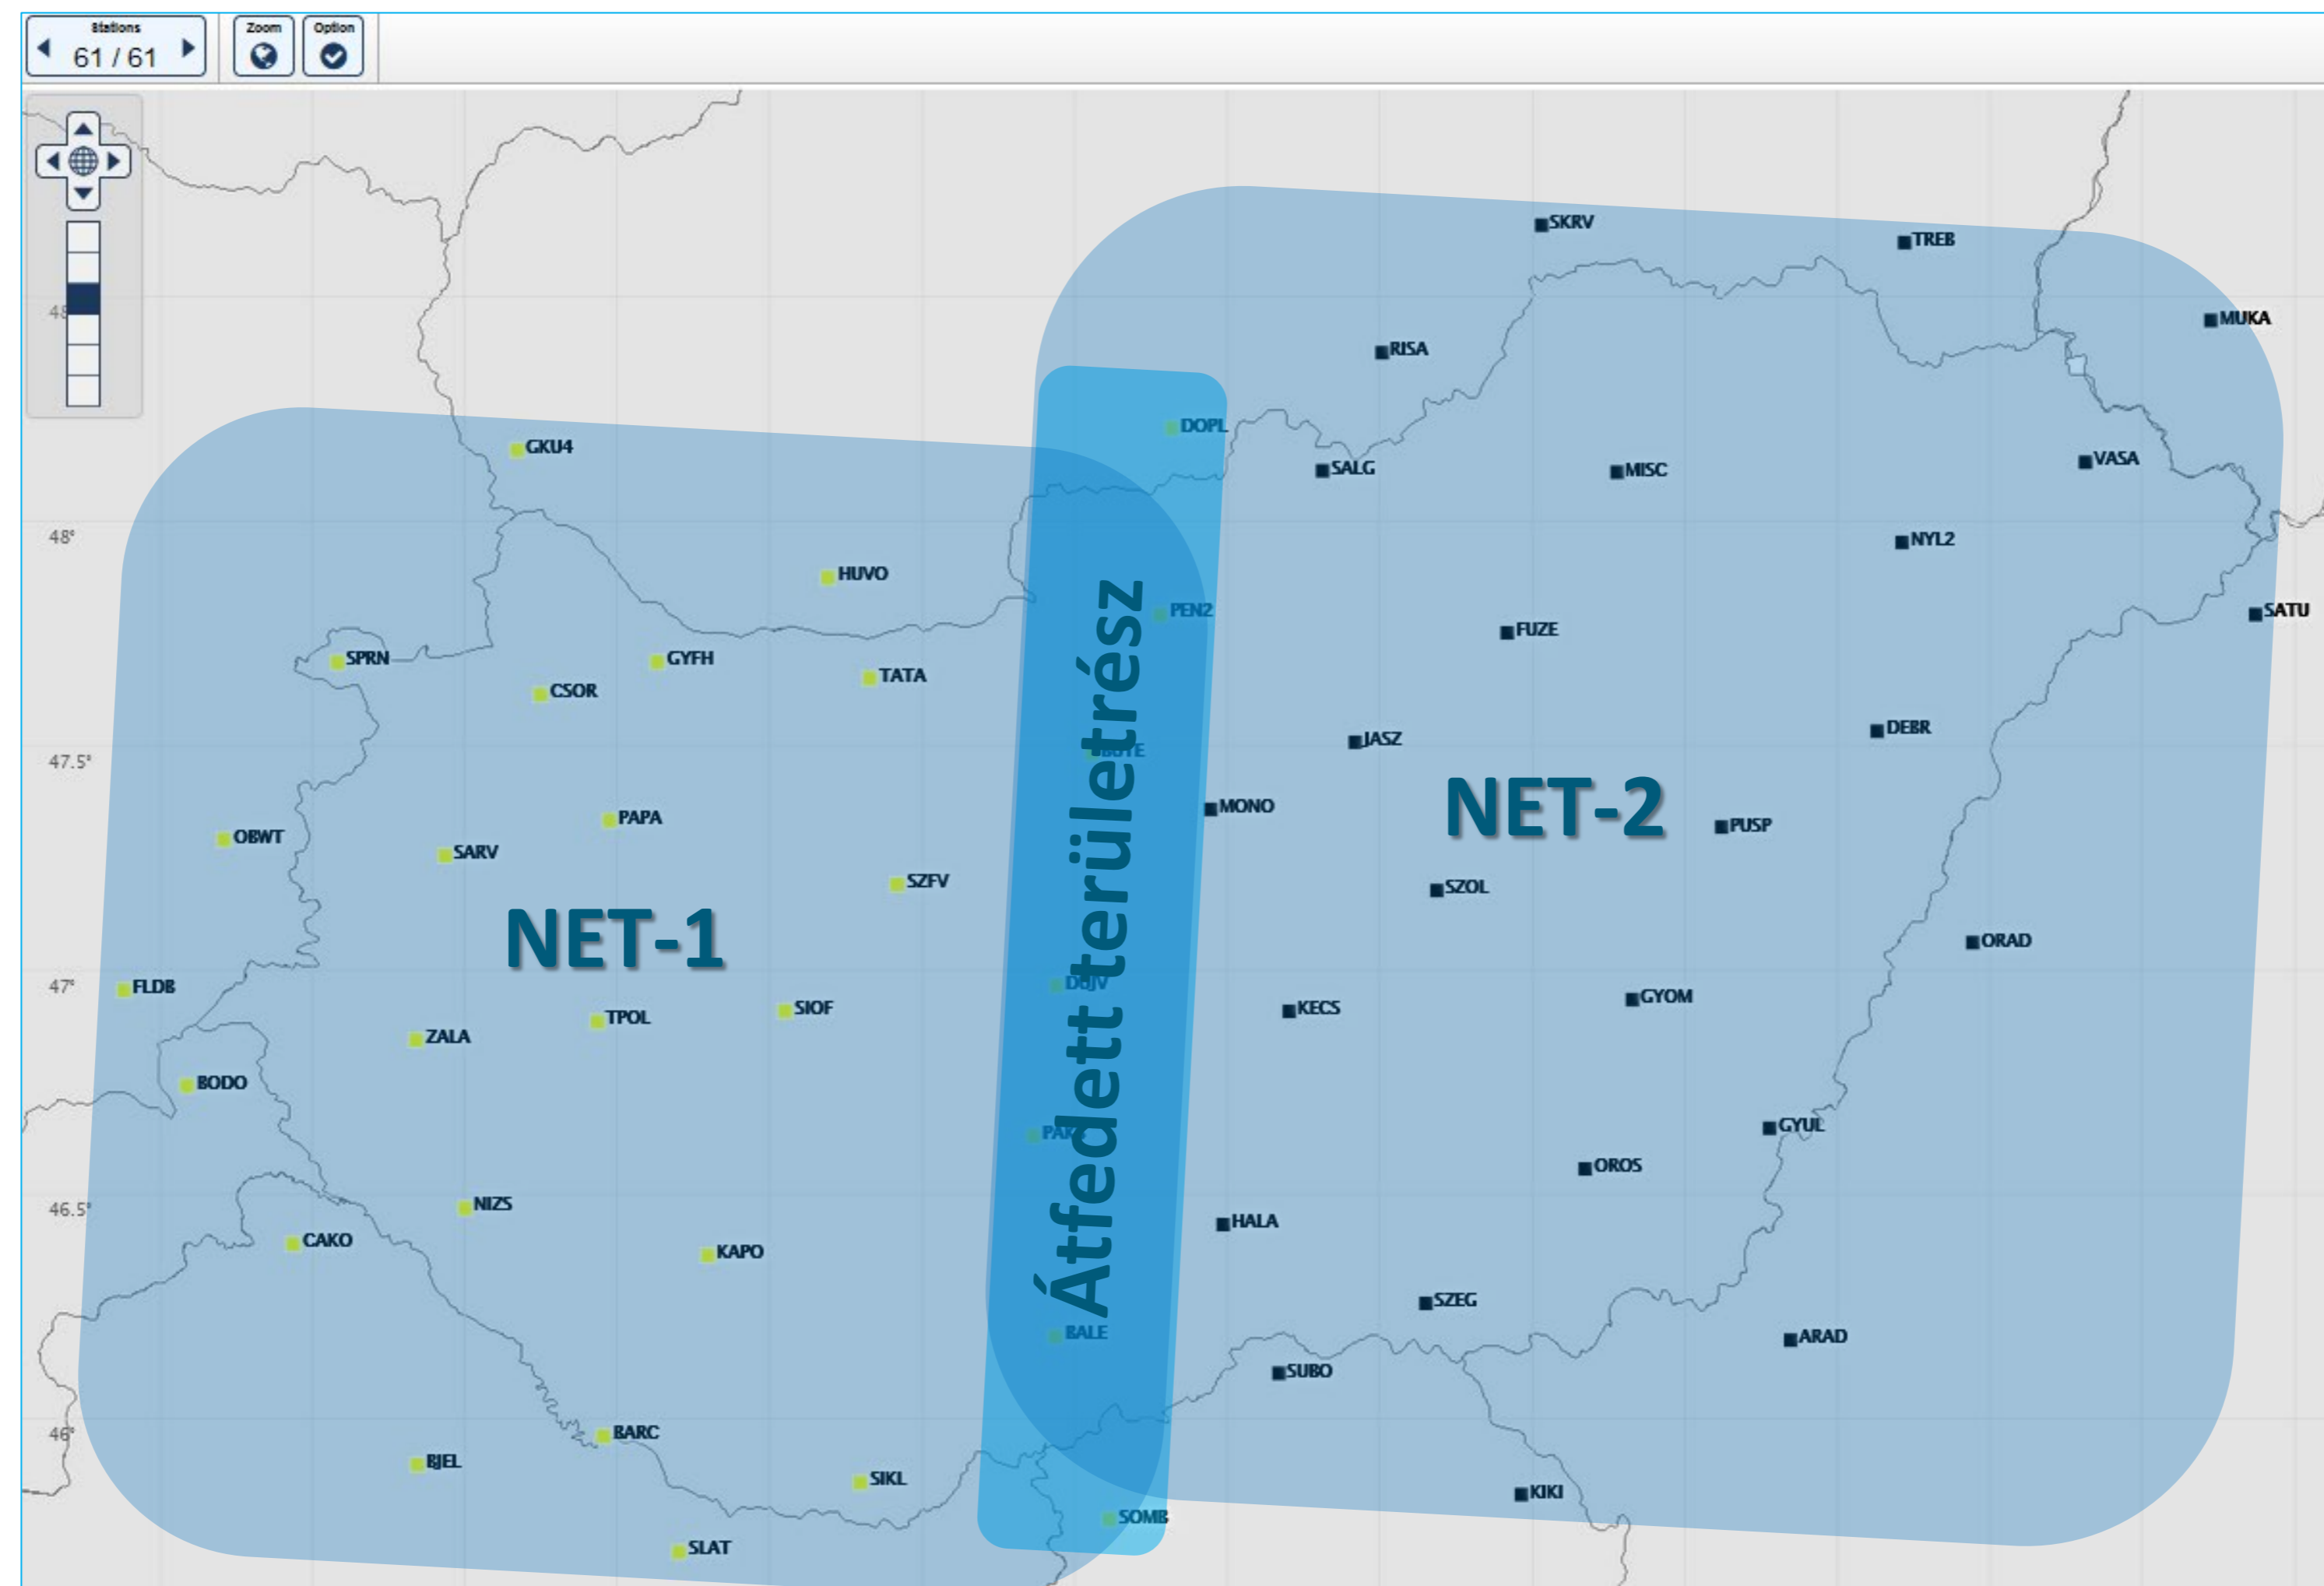 Stations
61 / 61
Zoom
Option
SKRV
TREB
MUKA
RISA
DOPL
GKU4
SALG
MISC
VASA
48°
NYL2
HUVO
PEN2
SATU
FUZE
SPRN
GYFH
TATA
CSOR
DEBR
JASZ
47.5°
BUTE
MONO
NET-2
PAPA
PUSP
OBWT
SARV
SZFV
SZOL
NET-1
ORAD
Átfedett területrész
47°
FLDB
DUJV
GYOM
SIOF
KECS
TPOL
ZALA
BODO
GYUL
PAKS
OROS
46.5°
NIZS
HALA
CAKO
KAPO
SZEG
BALE
ARAD
SUBO
46°
BARC
BJEL
SIKL
KIKI
SOMB
SLAT